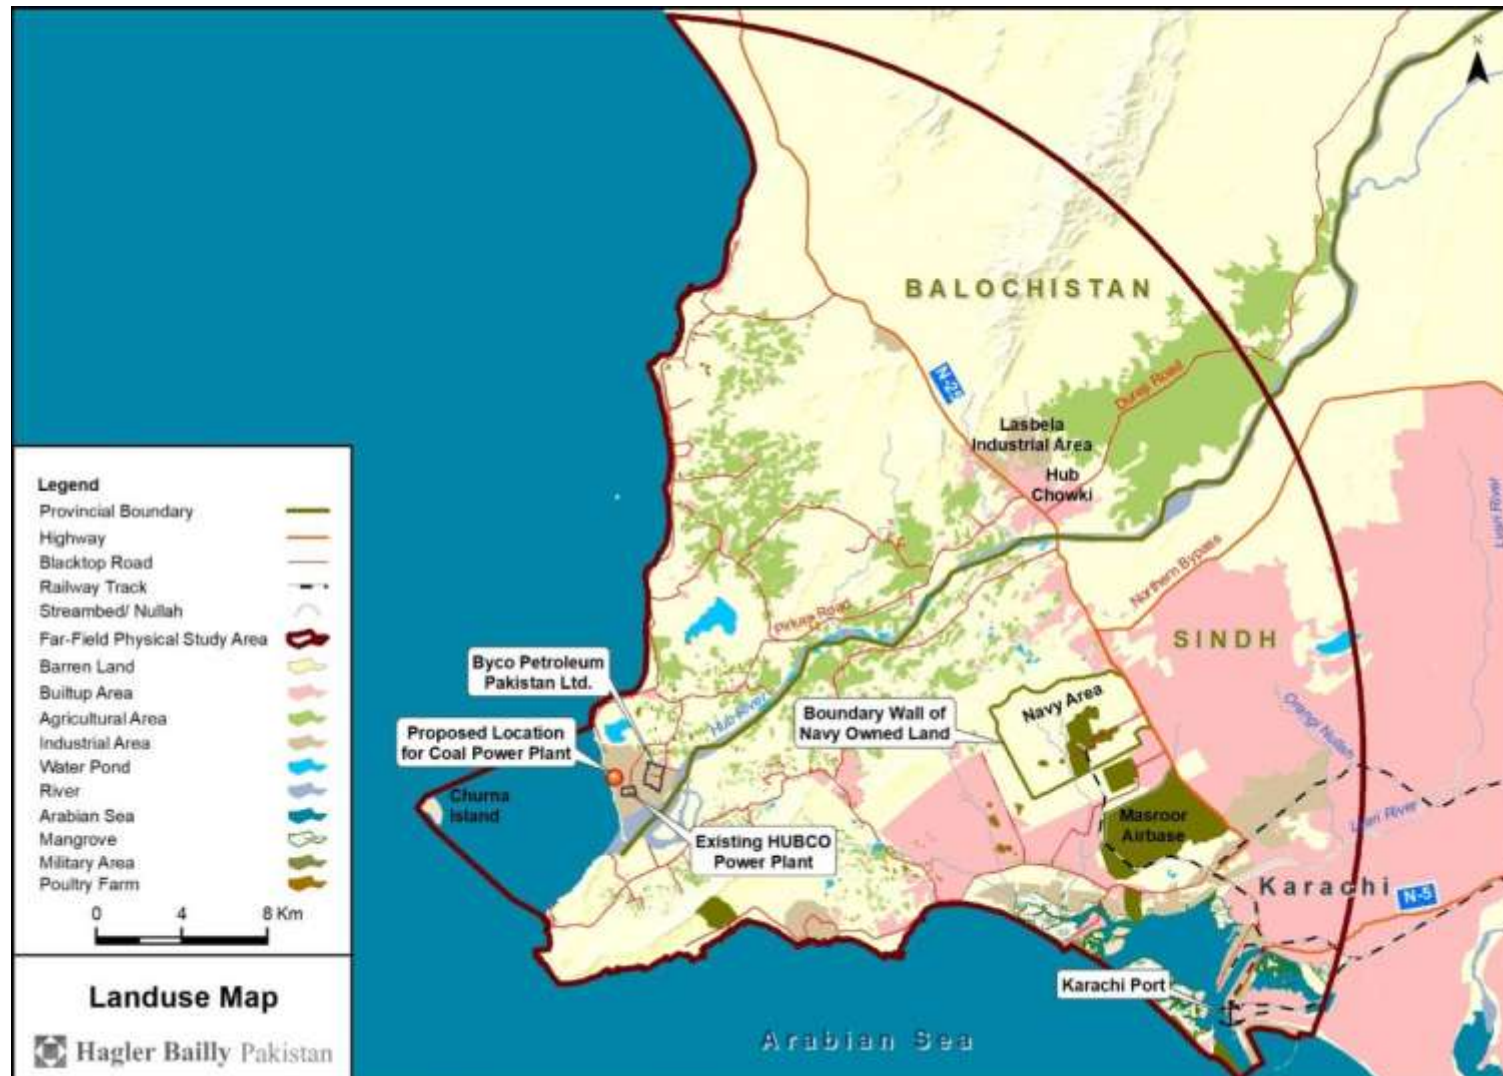 N
BALOCHISTAN
N-25
Duraji Road
Lasbela
Industrial Area
Hub
Chowki
Lyari River
Northern Bypass
SINDH
Pirkus Road
Byco Petroleum
Pakistan Ltd.
Hub River
Navy Area
Boundary Wall of
Navy Owned Land
Orangi Nullah
Proposed Location
for Coal Power Plant
Churna
Island
Masroor
Airbase
Lyari River
Existing HUBCO
Power Plant
Karachi
N-5
Karachi Port
Arabian Sea
Legend
Provincial Boundary
Highway
Blacktop Road
Railway Track
Streambed/ Nullah
Far-Field Physical Study Area
Barren Land
Builtup Area
Agricultural Area
Industrial Area
Water Pond
River
Arabian Sea
Mangrove
Military Area
Poultry Farm
0 4 8 Km
Landuse Map
Hagler Bailly Pakistan